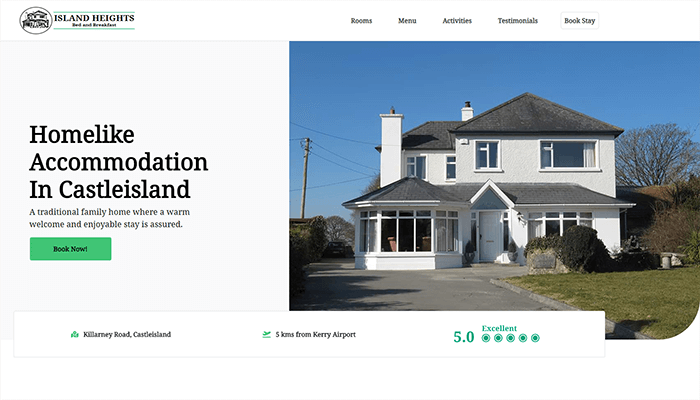 ISLAND HEIGHTS
Bed and Breakfast
Rooms
Menu
Activities
Testimonials
Book Stay
Homelike
Accommodation
In Castleisland
A traditional family home where a warm
welcome and enjoyable stay is assured.
Book Now!
Killarney Road, Castleisland
5 kms from Kerry Airport
5.0
Excellent